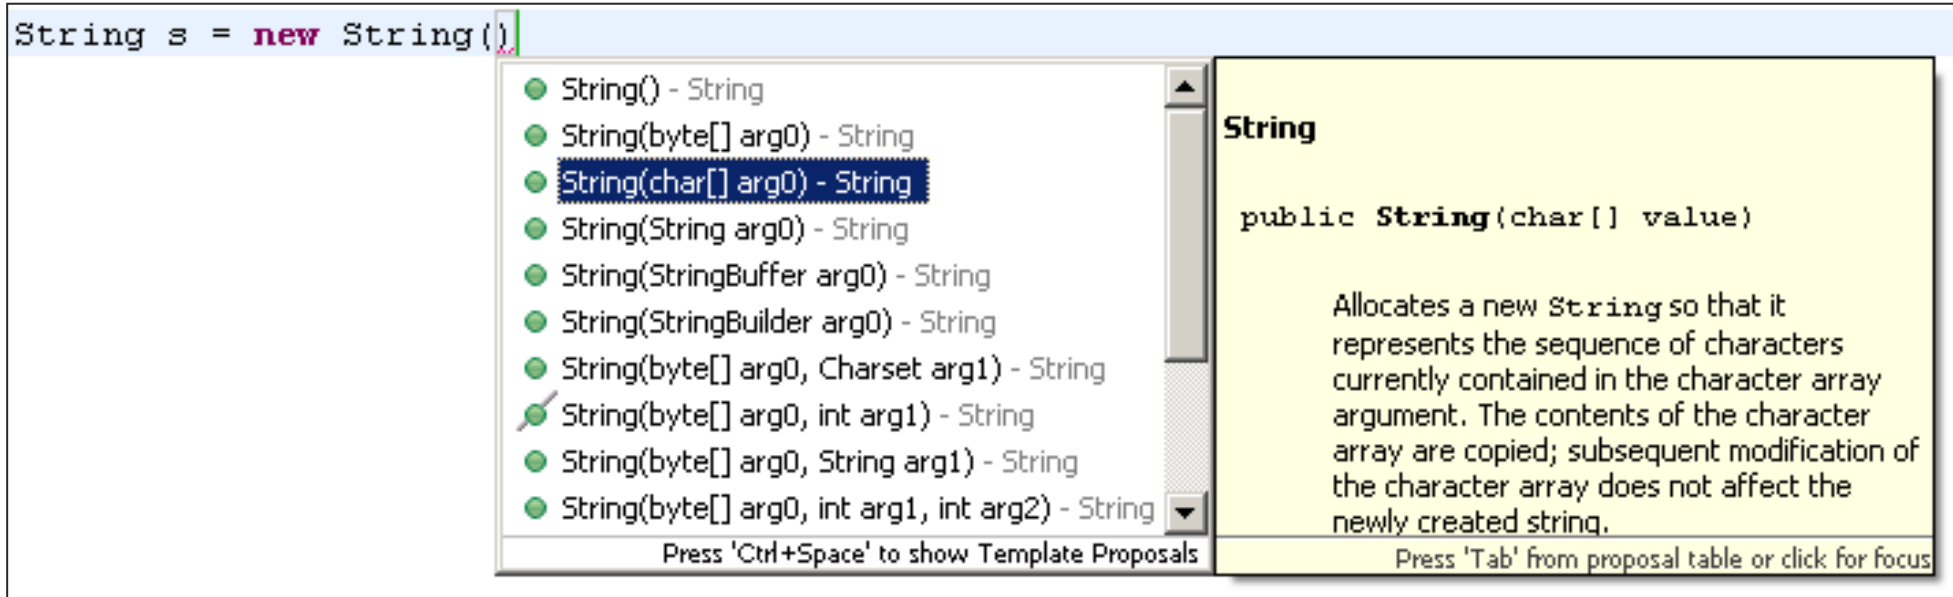 String s = new String()
String() - String
String(byte[] arg0) - String
String(char[] arg0) - String
String(String arg0) - String
String(StringBuffer arg0) - String
String(StringBuilder arg0) - String
String(byte[] arg0, Charset arg1) - String
String(byte[] arg0, int arg1) - String
String(byte[] arg0, String arg1) - String
String(byte[] arg0, int arg1, int arg2) - String
Press 'Ctrl+Space' to show Template Proposals
String
public String(char[] value)
Allocates a new String so that it
represents the sequence of characters
currently contained in the character array
argument. The contents of the character
array are copied; subsequent modification of
the character array does not affect the
newly created string.
Press 'Tab' from proposal table or click for focus